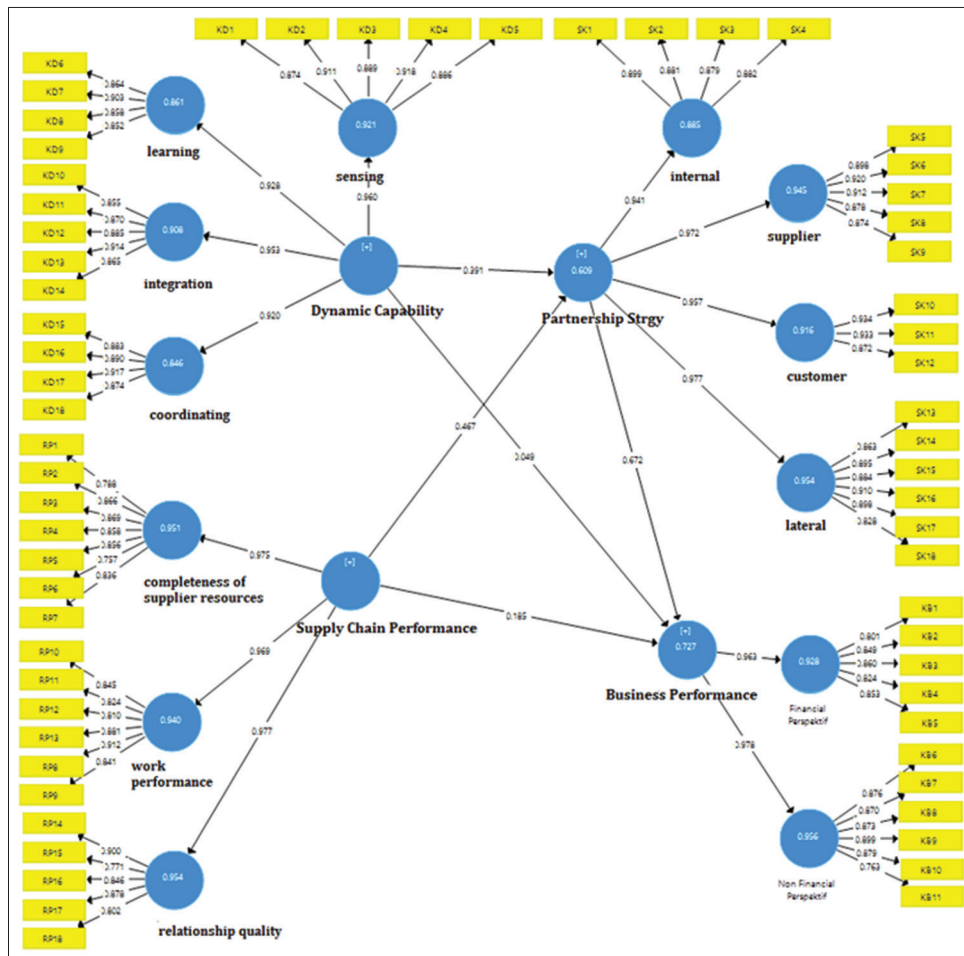 KD1
KD2
KD3
KD4
KD5
SK1
SK2
SK3
SK4
0.874
0.911
0.889
0.918
0.886
0.899
0.881
0.879
0.882
KD6
KD7
KD8
KD9
0.864
0.903
0.858
0.852
0.861
learning
0.921
sensing
0.885
internal
SK5
SK6
SK7
SK8
SK9
0.898
0.920
0.912
0.878
0.874
0.945
supplier
KD10
KD11
KD12
KD13
KD14
0.855
0.870
0.885
0.914
0.865
0.908
integration
0.928
0.960
0.953
0.920
[+]
Dynamic Capability
0.391
[+]
0.609
Partnership Strgy
0.941
0.972
0.957
0.977
SK10
SK11
SK12
0.934
0.933
0.872
0.916
customer
KD15
KD16
KD17
KD18
0.883
0.890
0.917
0.874
0.846
coordinating
0.467
0.049
0.672
SK13
SK14
SK15
SK16
SK17
SK18
0.863
0.895
0.884
0.910
0.898
0.828
0.954
lateral
RP1
RP2
RP3
RP4
RP5
RP6
RP7
0.788
0.866
0.869
0.858
0.856
0.757
0.836
0.951
completeness of
supplier resources
0.975
[+]
Supply Chain Performance
0.185
0.969
0.977
[+]
0.727
Business Performance
0.963
0.978
KB1
KB2
KB3
KB4
KB5
0.801
0.849
0.860
0.824
0.853
0.928
Financial
Perspektif
RP10
RP11
RP12
RP13
RP8
RP9
0.845
0.824
0.810
0.881
0.912
0.841
0.940
work
performance
KB6
KB7
KB8
KB9
KB10
KB11
0.876
0.870
0.873
0.899
0.879
0.763
0.956
Non Financial
Perspektif
RP14
RP15
RP16
RP17
RP18
0.900
0.771
0.846
0.878
0.802
0.954
relationship quality